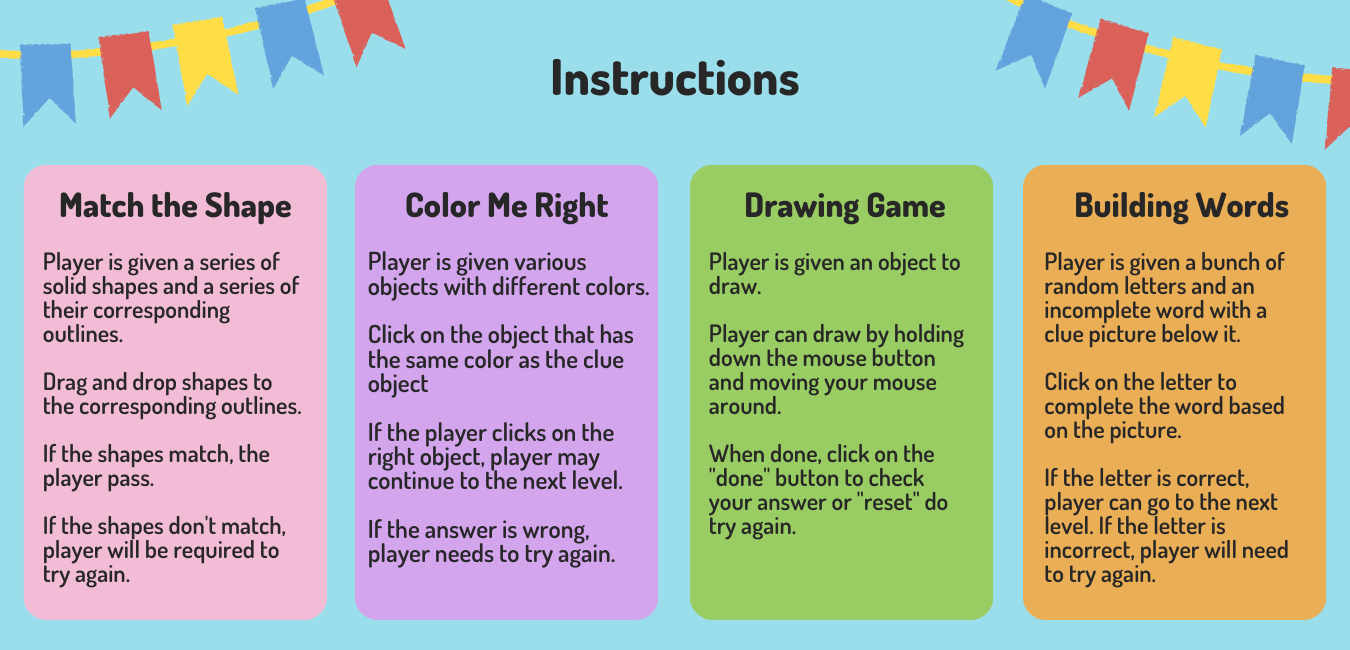 Instructions
Match the Shape
Player is given a series of
solid shapes and a series of
their corresponding
outlines.
Drag and drop shapes to
the corresponding outlines.
If the shapes match, the
player pass.
If the shapes don't match,
player will be required to
try again.
Color Me Right
Player is given various
objects with different colors.
Click on the object that has
the same color as the clue
object
If the player clicks on the
right object, player may
continue to the next level.
If the answer is wrong,
player needs to try again.
Drawing Game
Player is given an object to
draw.
Player can draw by holding
down the mouse button
and moving your mouse
around.
When done, click on the
"done" button to check
your answer or "reset" do
try again.
Building Words
Player is given a bunch of
random letters and an
incomplete word with a
clue picture below it.
Click on the letter to
complete the word based
on the picture.
If the letter is correct,
player can go to the next
level. If the letter is
incorrect, player will need
to try again.